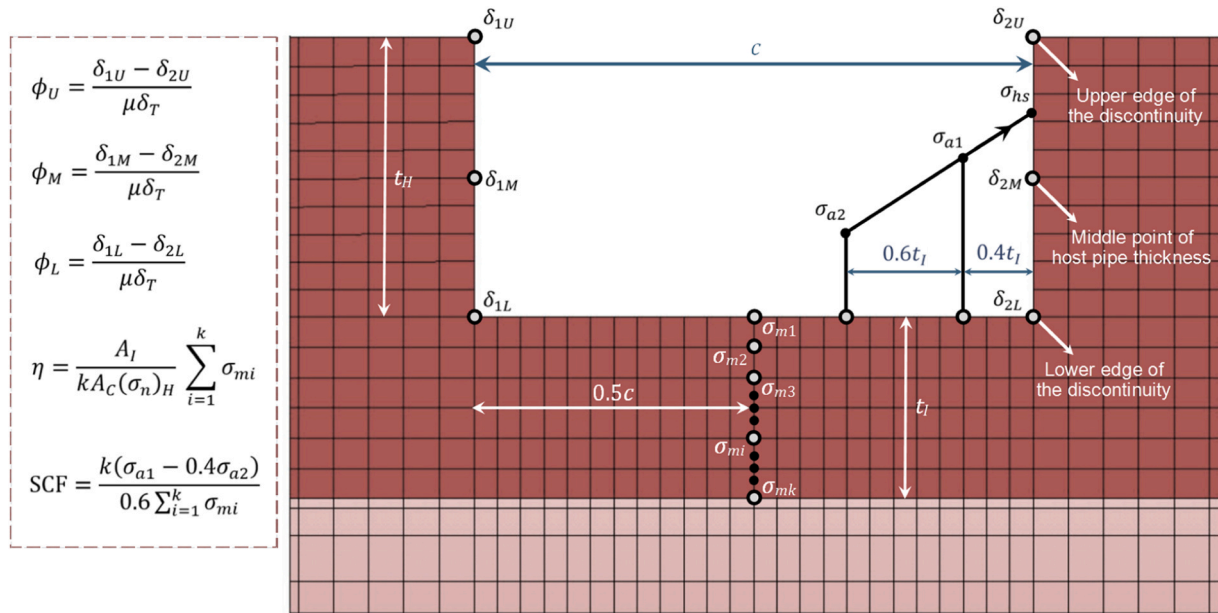 ϕ_U = (δ_1U − δ_2U) / (μδ_T)
ϕ_M = (δ_1M − δ_2M) / (μδ_T)
ϕ_L = (δ_1L − δ_2L) / (μδ_T)
η = A_I / (kA_C(σ_n)_H) ∑_{i=1}^{k} σ_mi
SCF = k(σ_a1 − 0.4σ_a2) / (0.6 ∑_{i=1}^{k} σ_mi)
δ_1U
δ_2U
c
Upper edge of
the discontinuity
σ_hs
σ_a1
t_H
δ_1M
δ_2M
σ_a2
Middle point of
host pipe thickness
0.6t_I
0.4t_I
δ_1L
δ_2L
σ_m1
σ_m2
Lower edge of
the discontinuity
σ_m3
0.5c
t_I
σ_mi
σ_mk